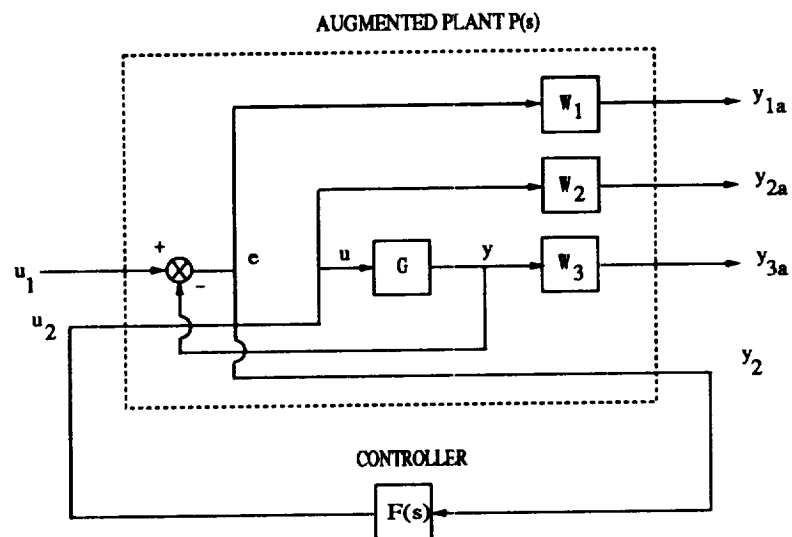 AUGMENTED PLANT P(s)
W1
y1a
W2
y2a
+
e
u
G
y
W3
y3a
u1
-
u2
y2
CONTROLLER
F(s)